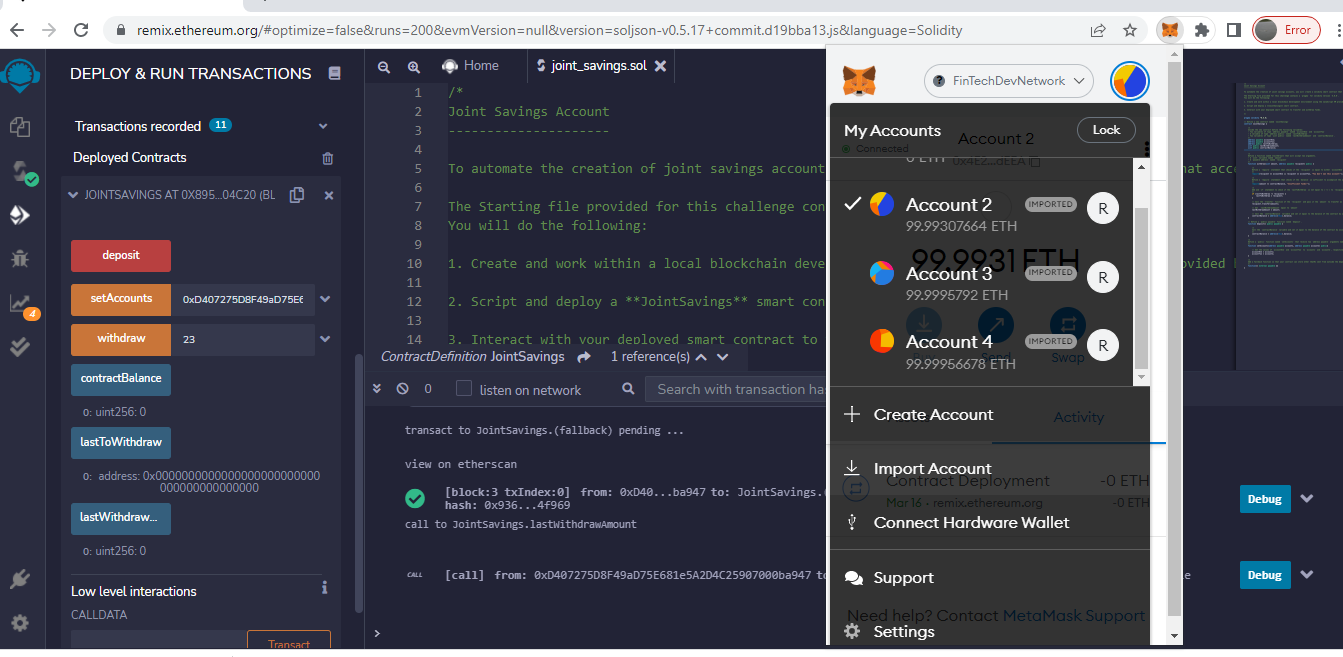 remix.ethereum.org/#optimize=false&runs=200&evmVersion=null&version=soljson-v0.5.17+commit.d19bba13.js&language=Solidity
Error
DEPLOY & RUN TRANSACTIONS
Transactions recorded 11
Deployed Contracts
JOINTSAVINGS AT 0X895...04C20 (BL
deposit
setAccounts 0xD407275D8F49aD75E6
withdraw 23
contractBalance
0: uint256: 0
lastToWithdraw
0: address: 0x0000000000000000000000000
000000000000000
lastWithdraw...
0: uint256: 0
Low level interactions
i
CALLDATA
Transact
4
Home
joint_savings.sol
1 /*
2 Joint Savings Account
3 ---------------------
4
5 To automate the creation of joint savings account
6
7 The Starting file provided for this challenge con
8 You will do the following:
9
10 1. Create and work within a local blockchain deve
11
12 2. Script and deploy a **JointSavings** smart con
13
14 3. Interact with your deployed smart contract to
hat acc
ovided
ContractDefinition JointSavings 1 reference(s)
0 listen on network Search with transaction has
transact to JointSavings.(fallback) pending ...
view on etherscan
[block:3 txIndex:0] from: 0xD40...ba947 to: JointSavings.(
hash: 0x936...4f969
call to JointSavings.lastWithdrawAmount
CALL [call] from: 0xD407275D8F49aD75E681e5A2D4C25907000ba947 to
Debug
Debug
>
? FinTechDevNetwork
My Accounts
Lock
Account 2
Connected
0 ETH
Account 2 IMPORTED R
99.99307664 ETH
99.9931 ETH
Account 3 IMPORTED R
99.9995792 ETH
Account 4 IMPORTED R
99.99956678 ETH
Send
Swap
Create Account
Activity
Import Account
Contract Deployment -0 ETH
Mar 16 · remix.ethereum.org -0 ETH
Connect Hardware Wallet
Support
Need help? Contact MetaMask Support
Settings